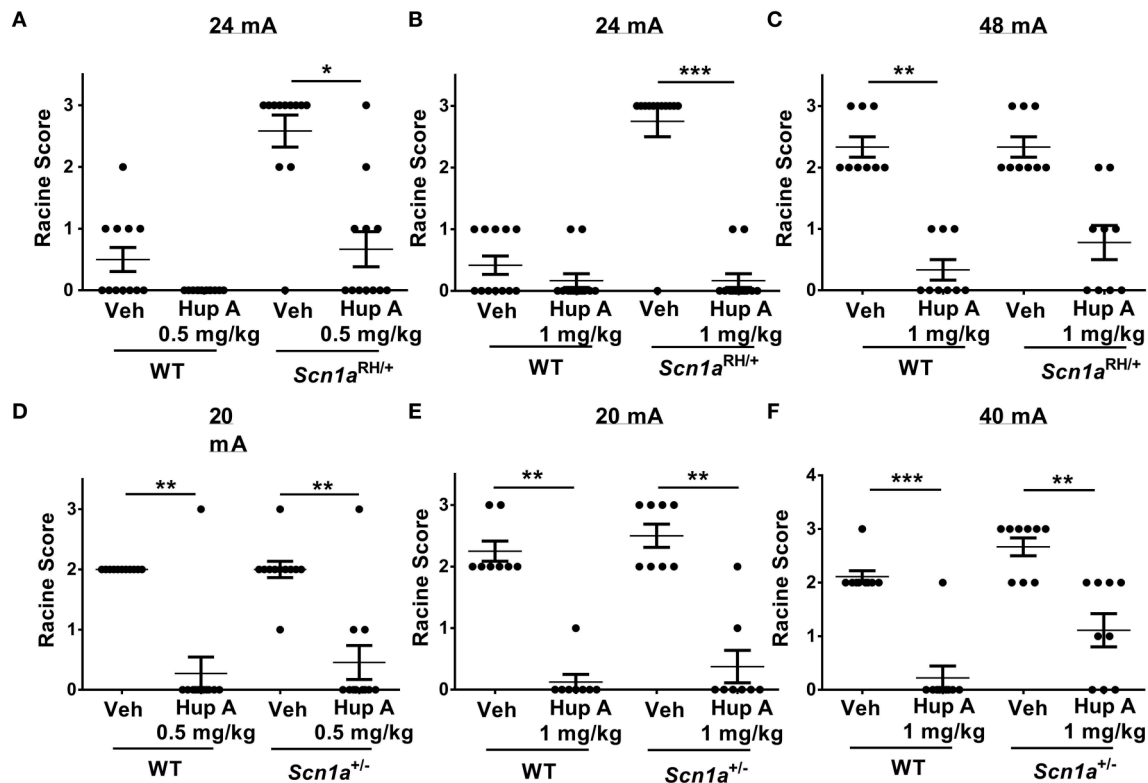 A
24 mA
*
Racine Score
3
2
1
0
Veh
Hup A
0.5 mg/kg
Veh
Hup A
0.5 mg/kg
WT
Scn1a^RH/+
B
24 mA
***
Racine Score
3
2
1
0
Veh
Hup A
1 mg/kg
Veh
Hup A
1 mg/kg
WT
Scn1a^RH/+
C
48 mA
**
Racine Score
3
2
1
0
Veh
Hup A
1 mg/kg
Veh
Hup A
1 mg/kg
WT
Scn1a^RH/+
D
20
mA
**
**
Racine Score
3
2
1
0
Veh
Hup A
0.5 mg/kg
Veh
Hup A
0.5 mg/kg
WT
Scn1a^+/-
E
20 mA
**
**
Racine Score
3
2
1
0
Veh
Hup A
1 mg/kg
Veh
Hup A
1 mg/kg
WT
Scn1a^+/-
F
40 mA
***
**
Racine Score
4
3
2
1
0
Veh
Hup A
1 mg/kg
Veh
Hup A
1 mg/kg
WT
Scn1a^+/-